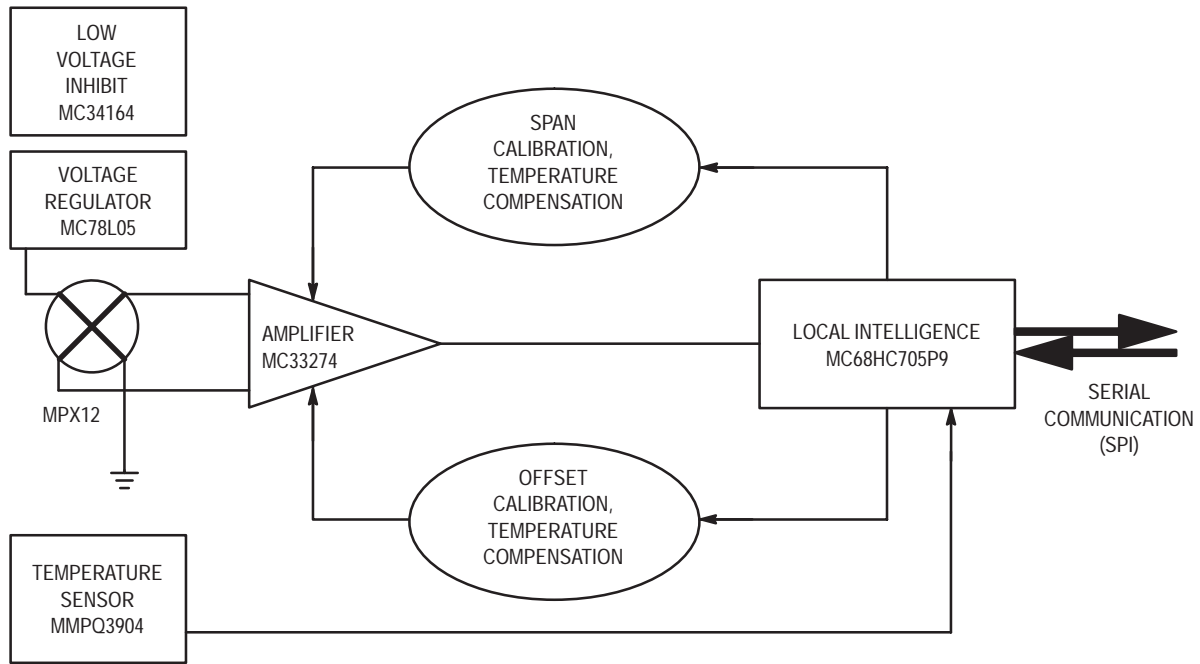 LOW
VOLTAGE
INHIBIT
MC34164
VOLTAGE
REGULATOR
MC78L05
SPAN
CALIBRATION,
TEMPERATURE
COMPENSATION
AMPLIFIER
MC33274
LOCAL INTELLIGENCE
MC68HC705P9
MPX12
SERIAL
COMMUNICATION
(SPI)
OFFSET
CALIBRATION,
TEMPERATURE
COMPENSATION
TEMPERATURE
SENSOR
MMPQ3904